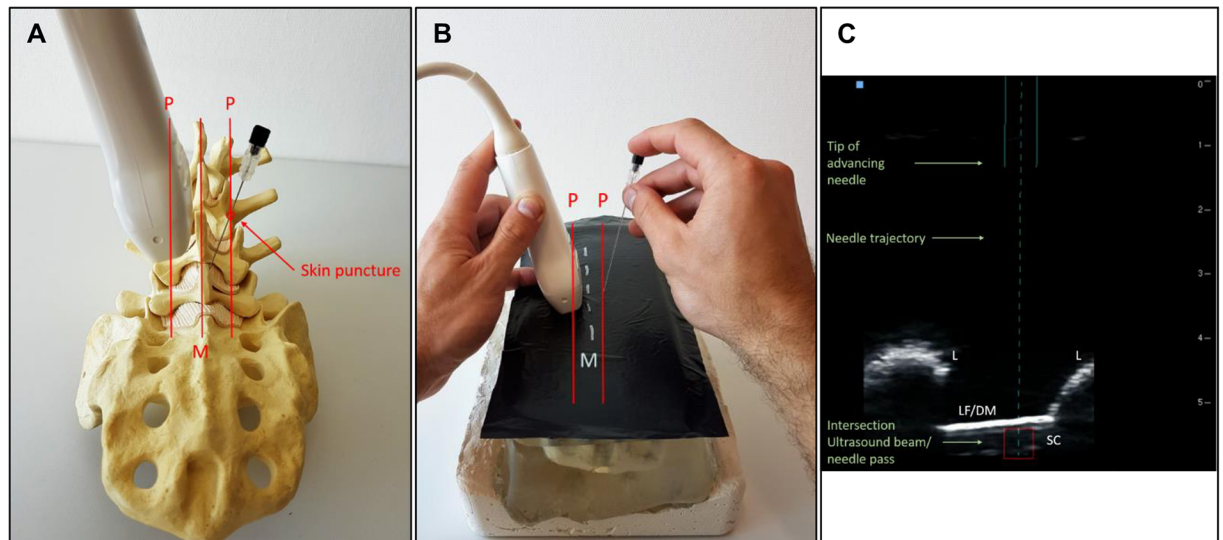 A
P
P
Skin puncture
M
B
P
P
M
C
0
Tip of
advancing
needle
1
2
Needle trajectory
3
4
L
L
5
LF/DM
Intersection
Ultrasound beam/
needle pass
SC